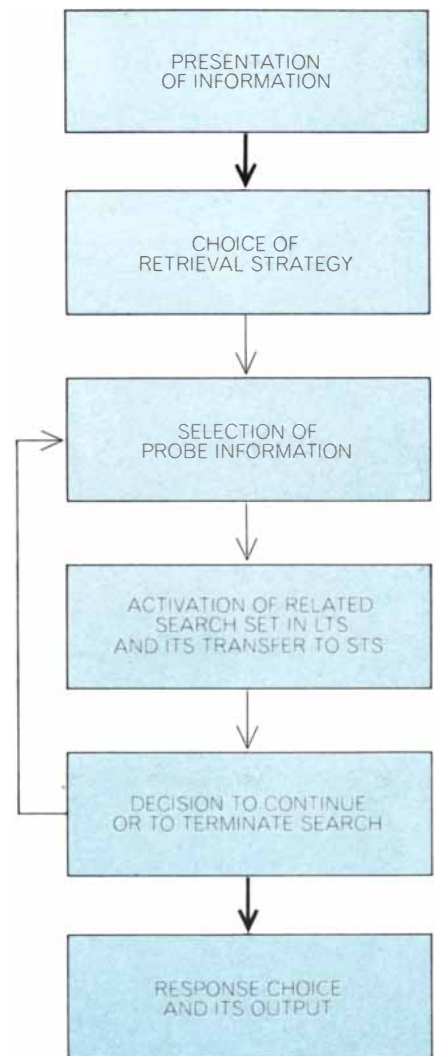 PRESENTATION
OF INFORMATION
CHOICE OF
RETRIEVAL STRATEGY
SELECTION OF
PROBE INFORMATION
ACTIVATION OF RELATED
SEARCH SET IN LTS
AND ITS TRANSFER TO STS
DECISION TO CONTINUE
OR TO TERMINATE SEARCH
RESPONSE CHOICE
AND ITS OUTPUT